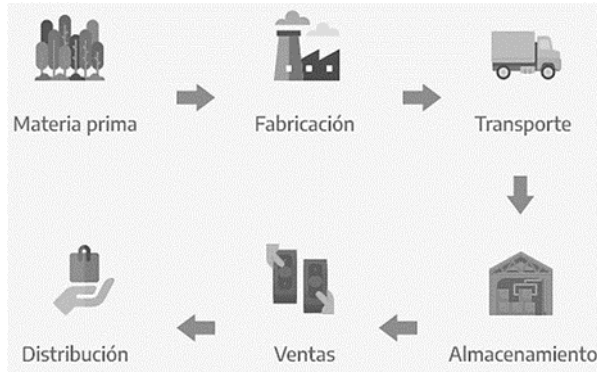 Materia prima
Fabricación
Transporte
Distribución
Ventas
Almacenamiento